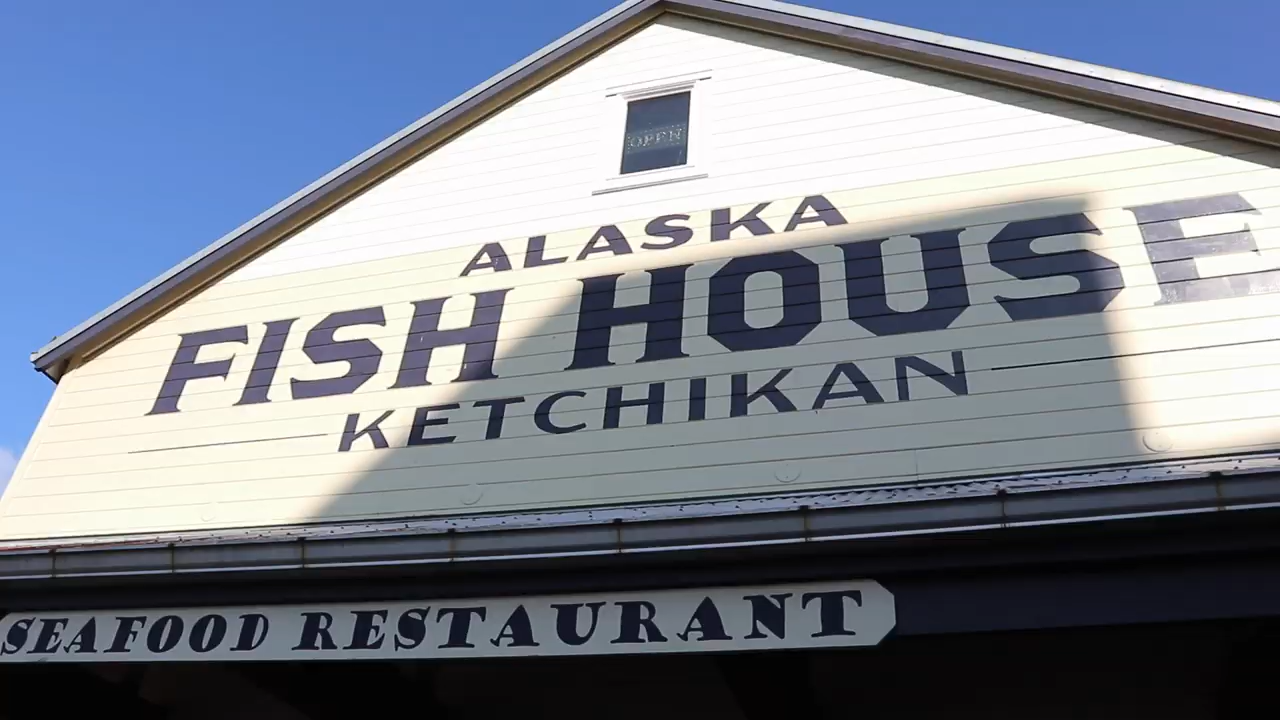 OPEN
ALASKA
FISH HOUSE
KETCHIKAN
SEAFOOD RESTAURANT